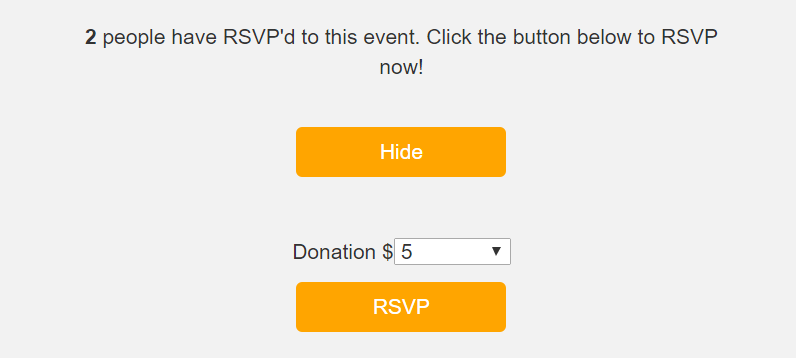 2 people have RSVP'd to this event. Click the button below to RSVP
now!
Hide
Donation $ 5
RSVP